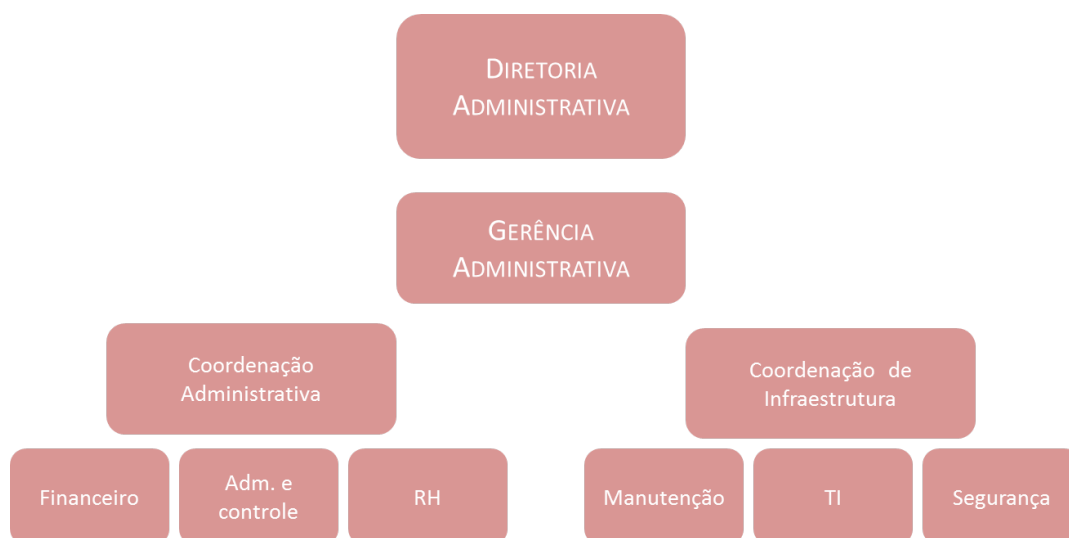 DIRETORIA
ADMINISTRATIVA
GERÊNCIA
ADMINISTRATIVA
Coordenação
Administrativa
Coordenação de
Infraestrutura
Financeiro
Adm. e
controle
RH
Manutenção
TI
Segurança